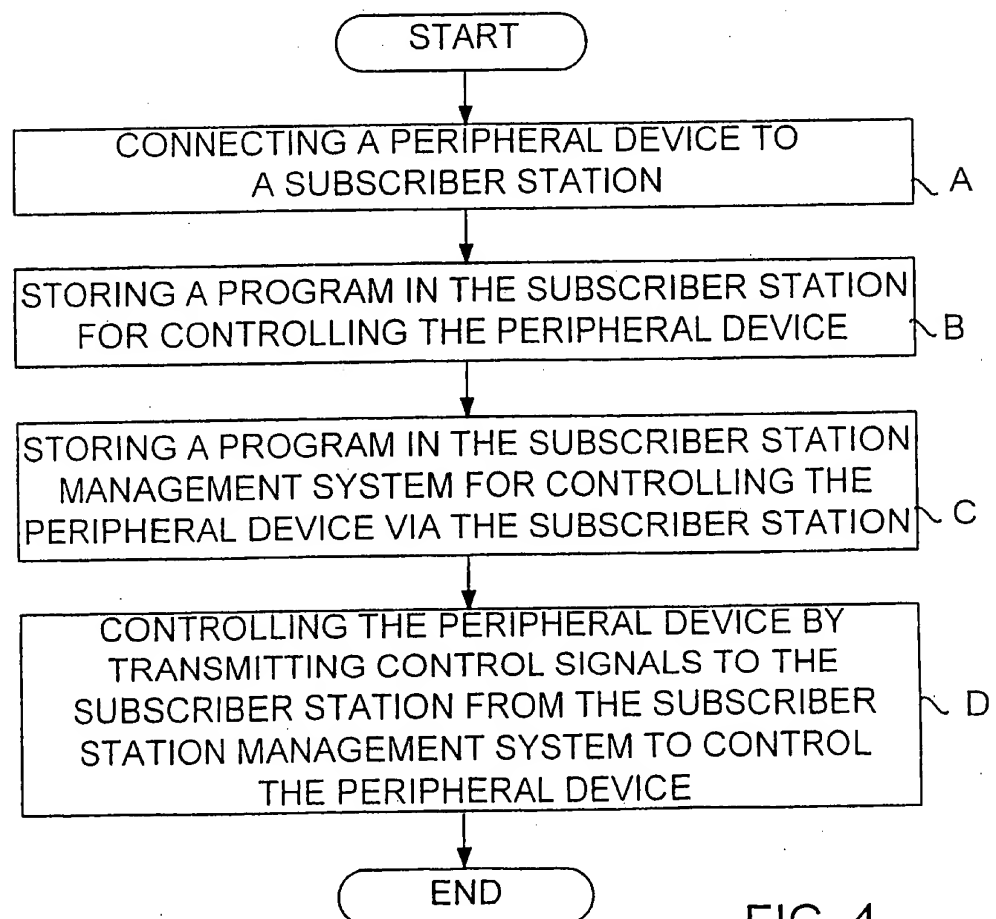 START
CONNECTING A PERIPHERAL DEVICE TO
A SUBSCRIBER STATION
A
STORING A PROGRAM IN THE SUBSCRIBER STATION
FOR CONTROLLING THE PERIPHERAL DEVICE
B
STORING A PROGRAM IN THE SUBSCRIBER STATION
MANAGEMENT SYSTEM FOR CONTROLLING THE
PERIPHERAL DEVICE VIA THE SUBSCRIBER STATION
C
CONTROLLING THE PERIPHERAL DEVICE BY
TRANSMITTING CONTROL SIGNALS TO THE
SUBSCRIBER STATION FROM THE SUBSCRIBER
STATION MANAGEMENT SYSTEM TO CONTROL
THE PERIPHERAL DEVICE
D
END
FIG. 4